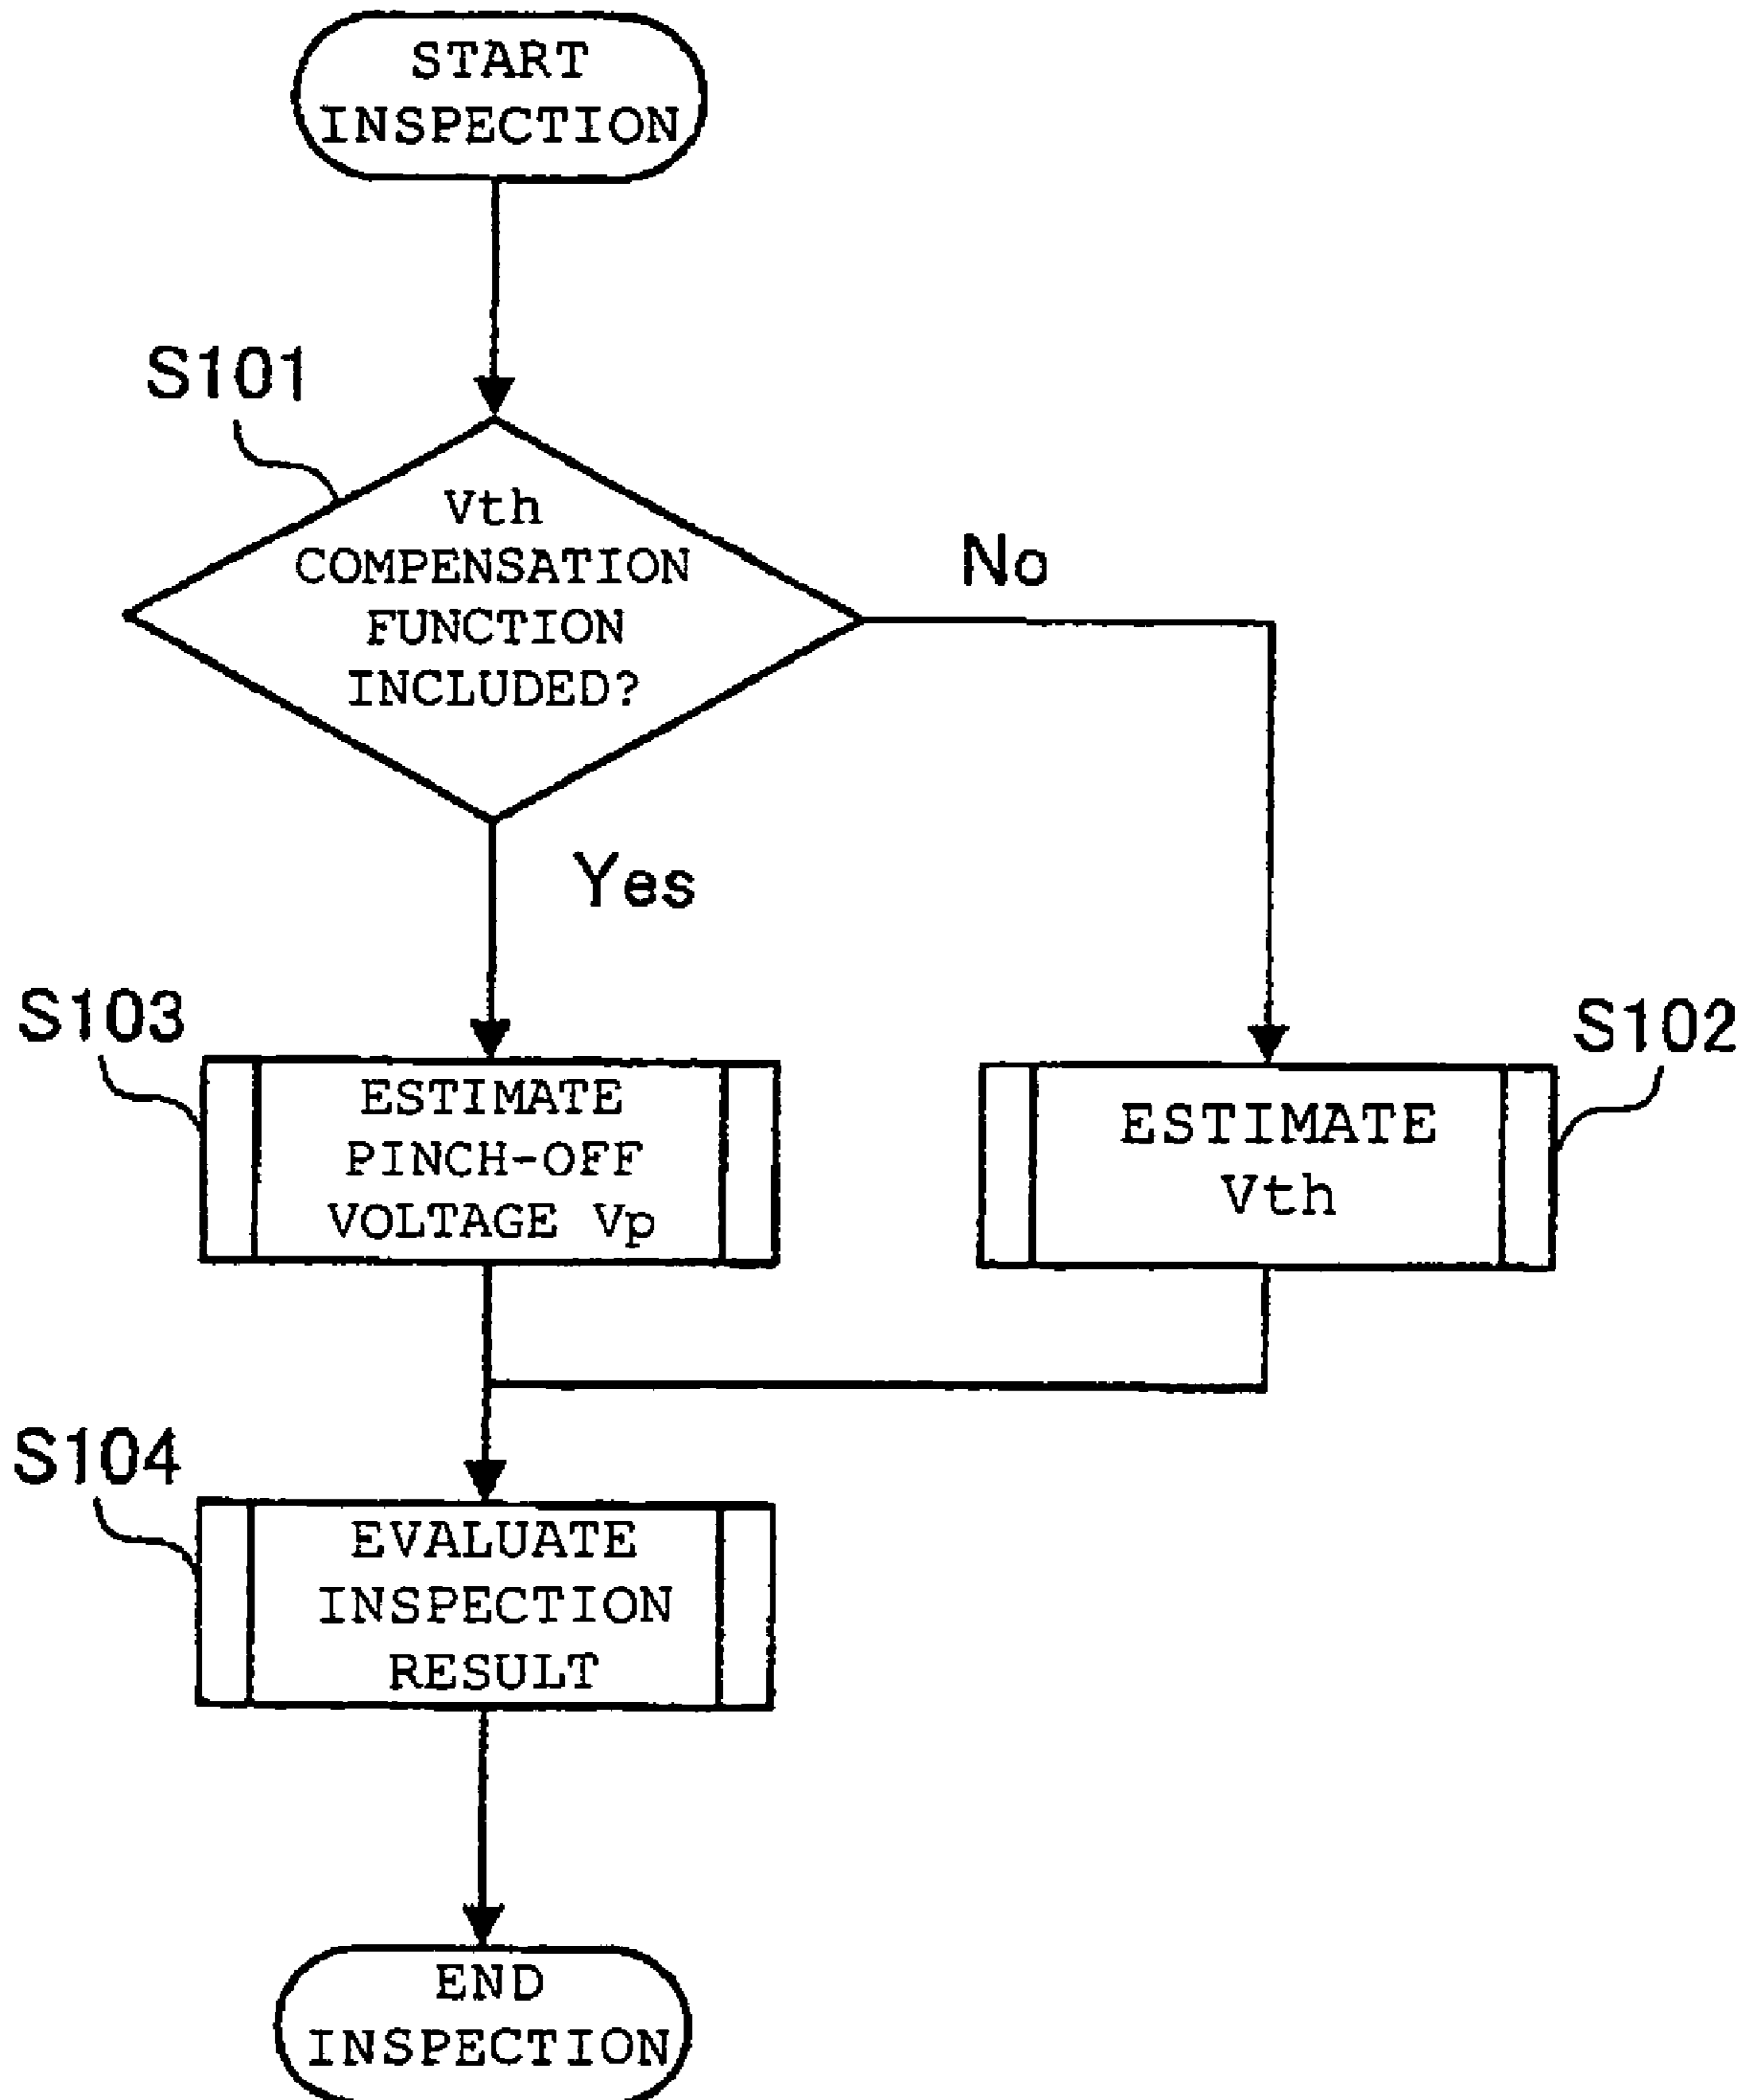 START
INSPECTION
S101
Vth
COMPENSATION
FUNCTION
INCLUDED?
No
Yes
S103
ESTIMATE
PINCH-OFF
VOLTAGE Vp
S102
ESTIMATE
Vth
S104
EVALUATE
INSPECTION
RESULT
END
INSPECTION